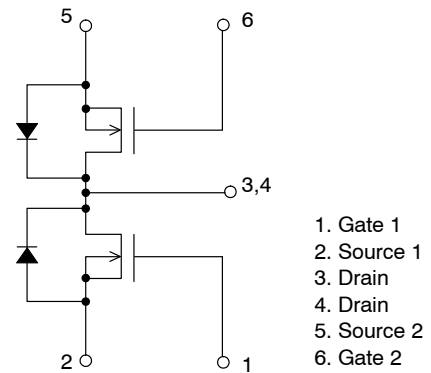 5
6
3,4
2
1
1. Gate 1
2. Source 1
3. Drain
4. Drain
5. Source 2
6. Gate 2